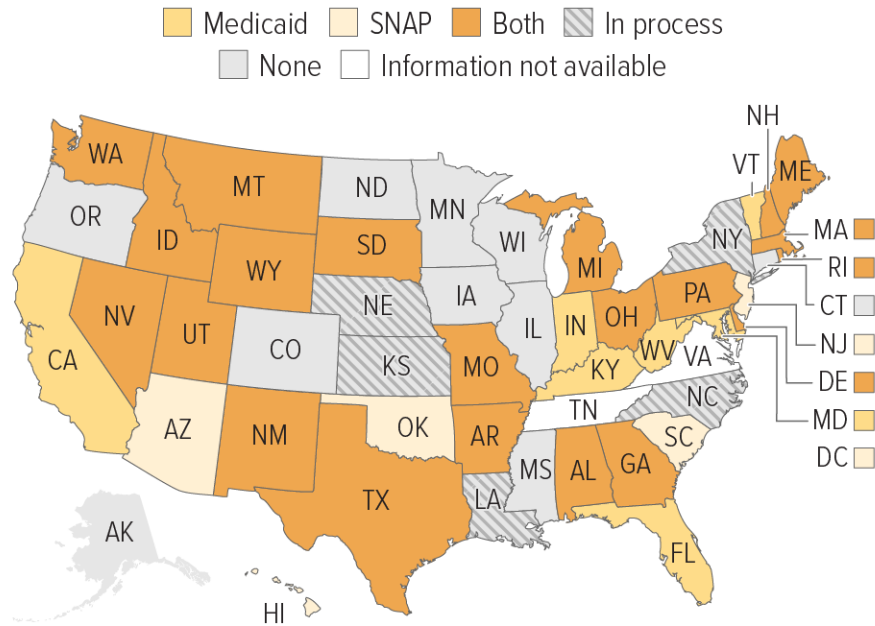 Medicaid SNAP Both In process
None Information not available
NH
WA
VT
ME
MT
ND
MN
OR
MA
ID
SD
WI
NY
RI
WY
MI
NE
IA
PA
CT
NV
UT
IL
IN
OH
NJ
CO
KS
MO
WV
VA
CA
KY
DE
NC
TN
MD
AZ
OK
AR
SC
NM
MS
AL
GA
DC
TX
LA
AK
FL
HI